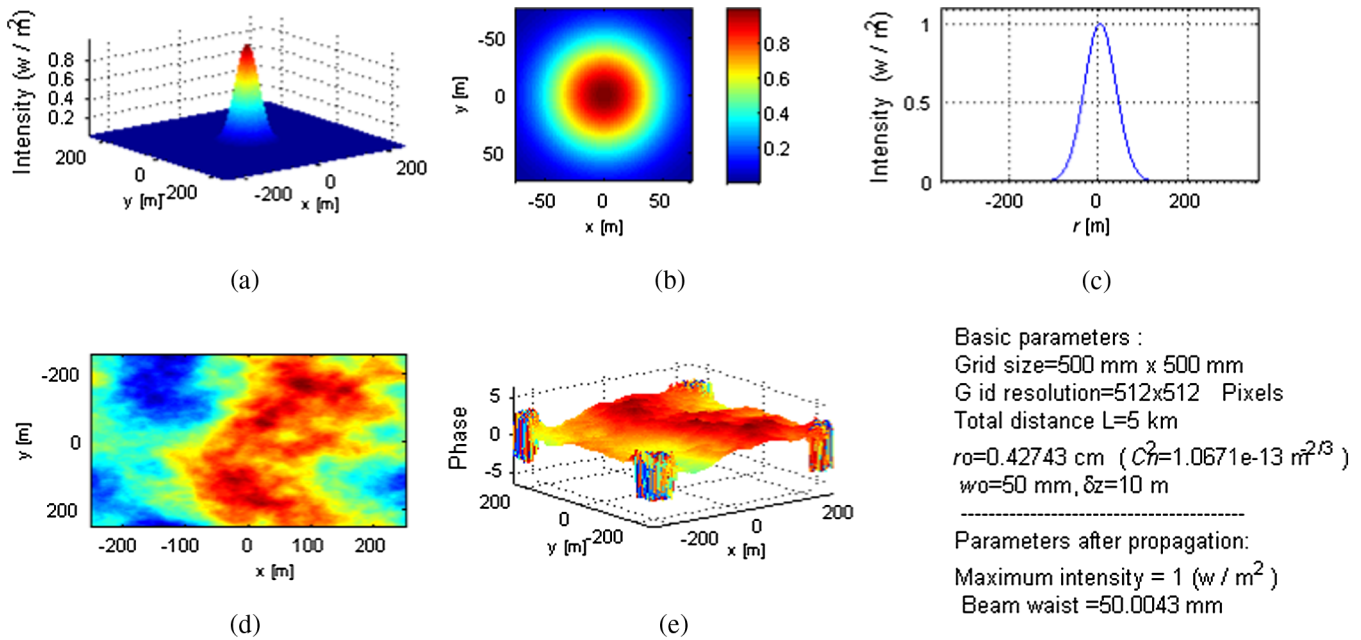 Intensity (w / m²)
0.8
0.6
0.4
0.2
200
0
-200
y [m]
-200
0
200
x [m]
(a)
-50
0
50
y [m]
-50 0 50
x [m]
0.8
0.6
0.4
0.2
(b)
Intensity (w / m²)
1
0.5
0
-200 0 200
r [m]
(c)
-200
0
200
y [m]
-200 -100 0 100 200
x [m]
(d)
Phase
5
0
-5
200
0
-200
y [m]
-200
0
200
x [m]
(e)
Basic parameters :
Grid size=500 mm x 500 mm
G id resolution=512x512 Pixels
Total distance L=5 km
ro=0.42743 cm ( C²n=1.0671e-13 m^2/3 )
wo=50 mm, δz=10 m
----------------------------------------
Parameters after propagation:
Maximum intensity = 1 (w / m² )
Beam waist =50.0043 mm